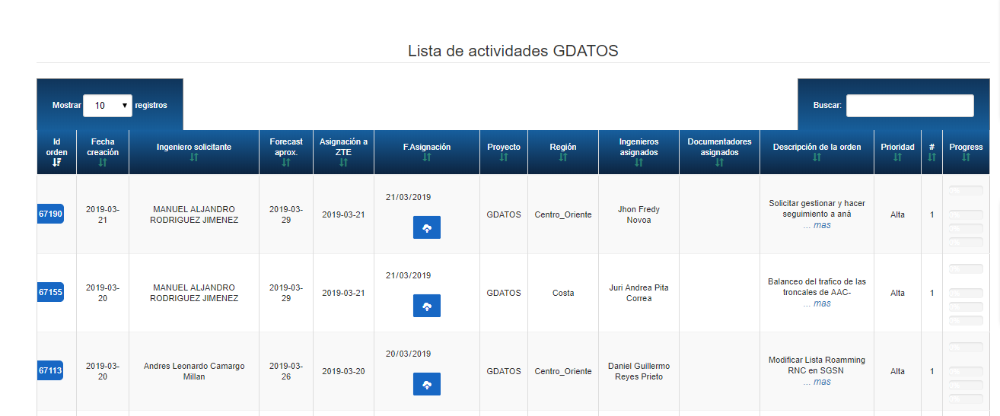 Lista de actividades GDATOS
Mostrar 10 registros
Buscar:
Id orden
Fecha creación
Ingeniero solicitante
Forecast aprox.
Asignación a ZTE
F.Asignación
Proyecto
Región
Ingenieros asignados
Documentadores asignados
Descripción de la orden
Prioridad
#
Progress
67190
2019-03-
21
MANUEL ALJANDRO
RODRIGUEZ JIMENEZ
2019-03-
29
2019-03-21
21/03/2019
GDATOS
Centro_Oriente
Jhon Fredy
Novoa
Solicitar gestionar y hacer
seguimiento a aná
... mas
Alta
1
0%
0%
0%
0%
67155
2019-03-
20
MANUEL ALJANDRO
RODRIGUEZ JIMENEZ
2019-03-
29
2019-03-21
21/03/2019
GDATOS
Costa
Juri Andrea Pita
Correa
Balanceo del trafico de las
troncales de AAC-
... mas
Alta
1
0%
0%
0%
0%
67113
2019-03-
20
Andres Leonardo Camargo
Millan
2019-03-
26
2019-03-20
20/03/2019
GDATOS
Centro_Oriente
Daniel Guillermo
Reyes Prieto
Modificar Lista Roamming
RNC en SGSN
... mas
Alta
1
0%
0%
0%
0%